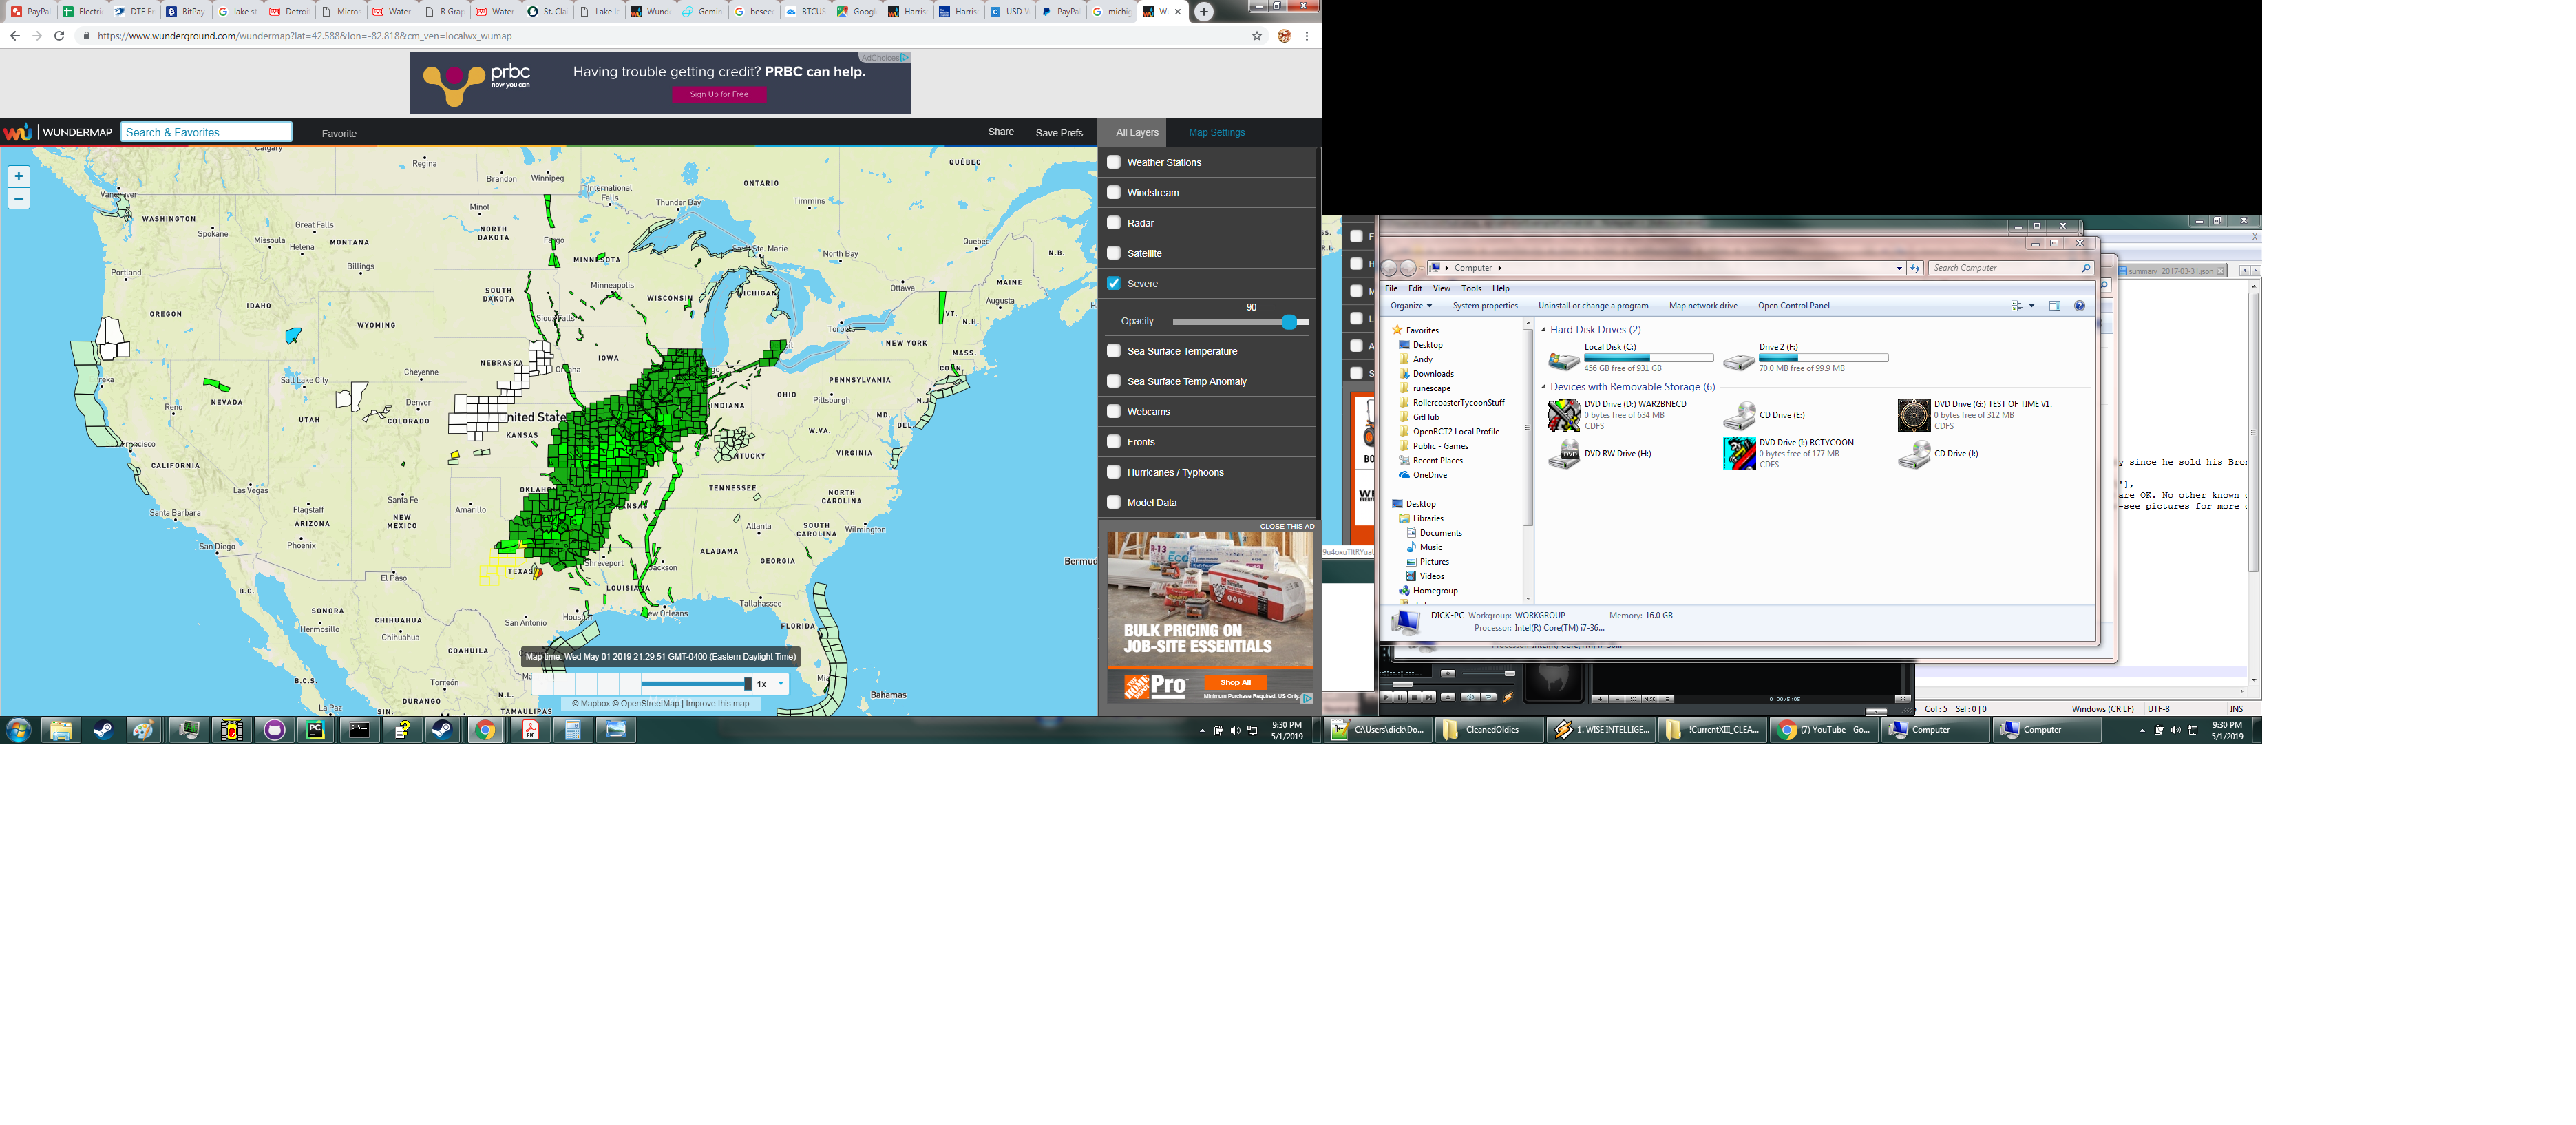 PayPa
Electri
DTE E
BitPay
lake st
Detroi
Micros
Water
R Grap
Water
St. Cla
Lake l
Wund
Gemin
besee
BTCUS
Googl
Harris
Harris
USD W
PayPa
michig
Wu
https://www.wunderground.com/wundermap?lat=42.588&lon=-82.818&cm_ven=localwx_wumap
prbc
now you can
Having trouble getting credit? PRBC can help.
Sign Up for Free
AdChoices
WUNDERMAP
Search & Favorites
Favorite
Share
Save Prefs
All Layers
Map Settings
Weather Stations
Windstream
Radar
Satellite
Severe
90
Opacity:
Sea Surface Temperature
Sea Surface Temp Anomaly
Webcams
Fronts
Hurricanes / Typhoons
Model Data
CLOSE THIS AD
R-13
BULK PRICING ON
JOB-SITE ESSENTIALS
Pro
Shop All
Minimum Purchase Required. US Only
Calgary
Regina
Brandon
Winnipeg
International
Falls
ONTARIO
QUÉBEC
Vancouver
Minot
Thunder Bay
Timmins
WASHINGTON
Spokane
Great Falls
Missoula
Helena
MONTANA
NORTH
DAKOTA
Fargo
Sault Ste. Marie
North Bay
Quebec
N.B.
Billings
MINNESOTA
Portland
SOUTH
DAKOTA
Minneapolis
WISCONSIN
MICHIGAN
Ottawa
MAINE
Augusta
IDAHO
OREGON
WYOMING
Sioux Falls
Toronto
VT.
N.H.
NEW YORK
MASS.
NEBRASKA
IOWA
Omaha
CONN.
Cheyenne
Salt Lake City
PENNSYLVANIA
Pittsburgh
N.J.
Reno
NEVADA
UTAH
Denver
COLORADO
United State
KANSAS
INDIANA
OHIO
MD.
DEL.
W.VA.
VIRGINIA
CALIFORNIA
KENTUCKY
Las Vegas
Santa Fe
OKLAHO
TENNESSEE
NORTH
CAROLINA
Santa Barbara
Flagstaff
ARIZONA
NEW
MEXICO
Amarillo
Atlanta
SOUTH
CAROLINA
Wilmington
San Diego
Phoenix
ALABAMA
GEORGIA
Bermud
El Paso
TEXAS
Shreveport
Jackson
B.C.
LOUISIANA
Tallahassee
SONORA
Hermosillo
CHIHUAHUA
Chihuahua
San Antonio
New Orleans
FLORIDA
COAHUILA
Map time: Wed May 01 2019 21:29:51 GMT-0400 (Eastern Daylight Time)
B.C.S.
Torreón
N.L.
1x
Bahamas
La Paz
SIN.
DURANGO
TAMAULIPAS
© Mapbox © OpenStreetMap | Improve this map
9:30 PM
5/1/2019
Computer
Search Computer
File
Edit
View
Tools
Help
Organize
System properties
Uninstall or change a program
Map network drive
Open Control Panel
Favorites
Desktop
Andy
Downloads
runescape
RollercoasterTycoonStuff
GitHub
OpenRCT2 Local Profile
Public - Games
Recent Places
OneDrive
Desktop
Libraries
Documents
Music
Pictures
Videos
Homegroup
Hard Disk Drives (2)
Local Disk (C:)
456 GB free of 931 GB
Drive 2 (F:)
70.0 MB free of 99.9 MB
Devices with Removable Storage (6)
DVD Drive (D:) WAR2BNECD
0 bytes free of 634 MB
CDFS
CD Drive (E:)
DVD Drive (G:) TEST OF TIME V1.
0 bytes free of 312 MB
CDFS
DVD RW Drive (H:)
DVD Drive (I:) RCTYCOON
0 bytes free of 177 MB
CDFS
CD Drive (J:)
DICK-PC Workgroup: WORKGROUP Memory: 16.0 GB
Processor: Intel(R) Core(TM) i7-36...
summary_2017-03-31.json
y since he sold his Bron
'],
are OK. No other known
-see pictures for more
0:00/5:05
Col : 5 Sel : 0 | 0
Windows (CR LF)
UTF-8
INS
C:\Users\dick\Do...
CleanedOldies
1. WISE INTELLIGE...
!CurrentXIII_CLEA...
(7) YouTube - Go...
Computer
Computer
9:30 PM
5/1/2019